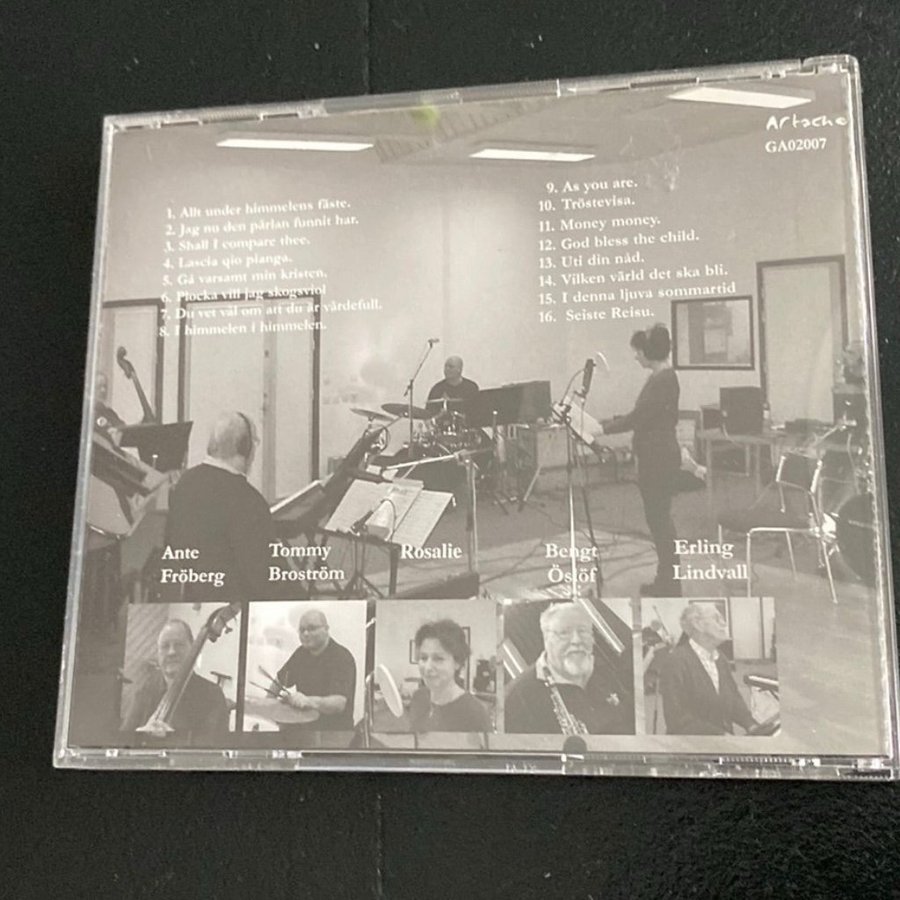 Artache
GA02007
1. Allt under himmelens fäste.
2. Jag nu den pärlan funnit har.
3. Shall I compare thee.
4. Lascia qio pianga.
5. Gå varsamt min kristen.
6. Plocka vill jag skogsviol
7. Du vet väl om att du är värdefull.
8. I himmelen i himmelen.
9. As you are.
10. Tröstevisa.
11. Money money.
12. God bless the child.
13. Uti din nåd.
14. Vilken värld det ska bli.
15. I denna ljuva sommartid
16. Seiste Reisu.
Ante
Fröberg
Tommy
Broström
Rosalie
Bengt
Östöf
Erling
Lindvall